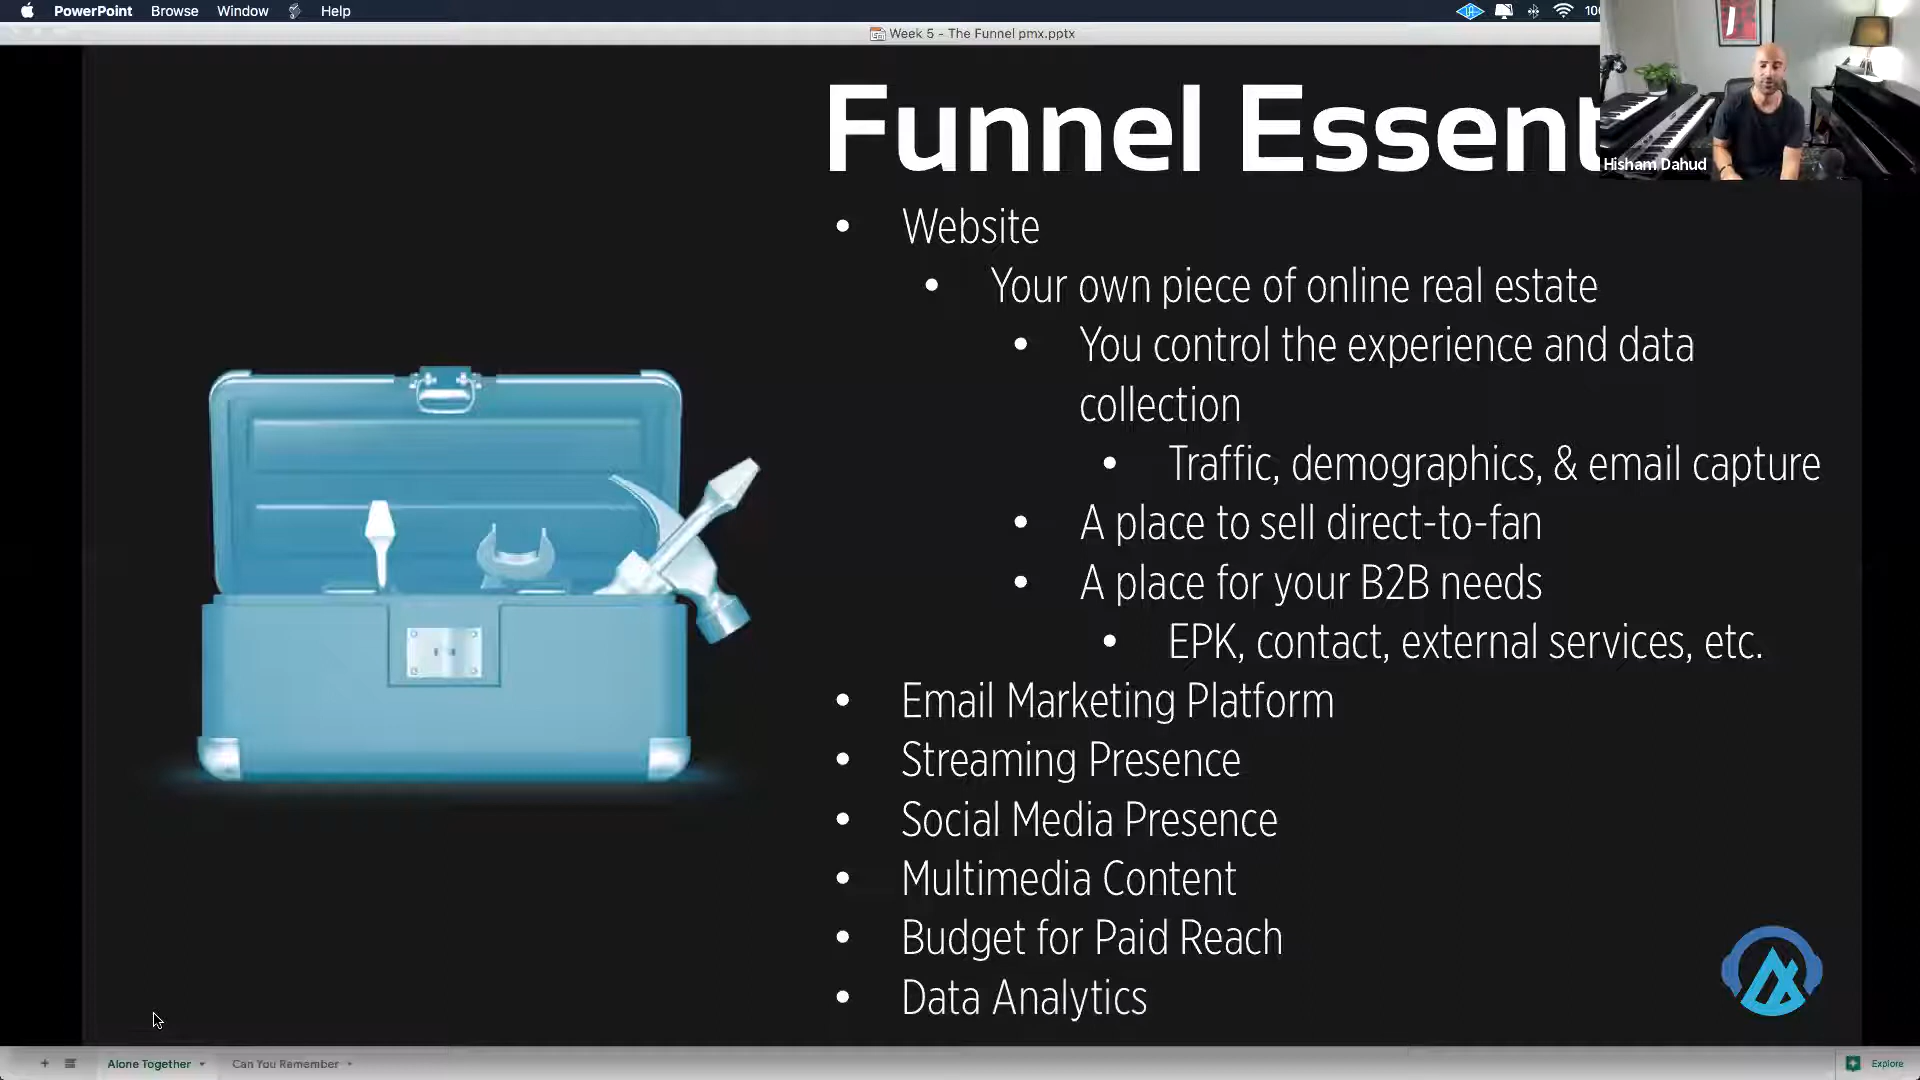 PowerPoint Browse Window Help
Week 5 - The Funnel pmx.pptx
Funnel Essent
Hisham Dahud
• Website
• Your own piece of online real estate
• You control the experience and data
collection
• Traffic, demographics, & email capture
• A place to sell direct-to-fan
• A place for your B2B needs
• EPK, contact, external services, etc.
• Email Marketing Platform
• Streaming Presence
• Social Media Presence
• Multimedia Content
• Budget for Paid Reach
• Data Analytics
Alone Together Can You Remember Explore